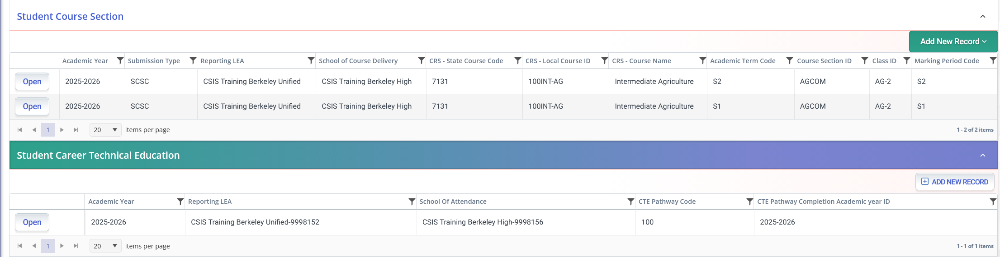 Student Course Section
Add New Record
Academic Year Submission Type Reporting LEA School of Course Delivery CRS - State Course Code CRS - Local Course ID CRS - Course Name Academic Term Code Course Section ID Class ID Marking Period Code
Open 2025-2026 SCSC CSIS Training Berkeley Unified CSIS Training Berkeley High 7131 100INT-AG Intermediate Agriculture S2 AGCOM AG-2 S2
Open 2025-2026 SCSC CSIS Training Berkeley Unified CSIS Training Berkeley High 7131 100INT-AG Intermediate Agriculture S1 AGCOM AG-2 S1
1 20 items per page 1 - 2 of 2 items
Student Career Technical Education
ADD NEW RECORD
Academic Year Reporting LEA School Of Attendance CTE Pathway Code CTE Pathway Completion Academic year ID
Open 2025-2026 CSIS Training Berkeley Unified-9998152 CSIS Training Berkeley High-9998156 100 2025-2026
1 20 items per page 1 - 1 of 1 items